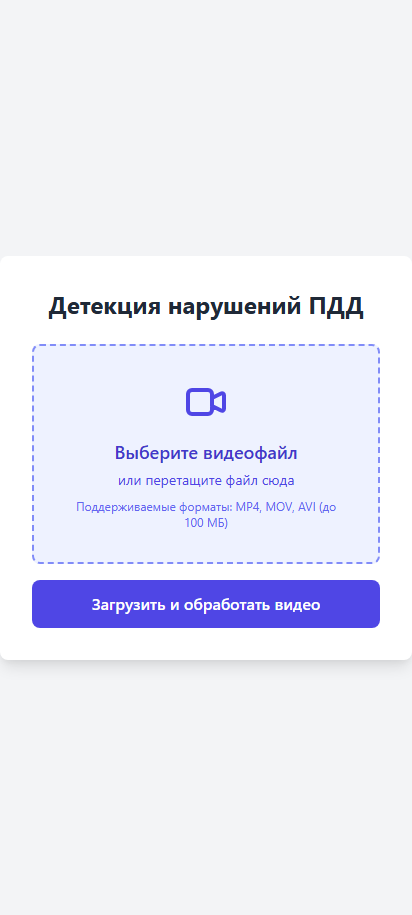 Детекция нарушений ПДД
Выберите видеофайл
или перетащите файл сюда
Поддерживаемые форматы: MP4, MOV, AVI (до
100 МБ)
Загрузить и обработать видео